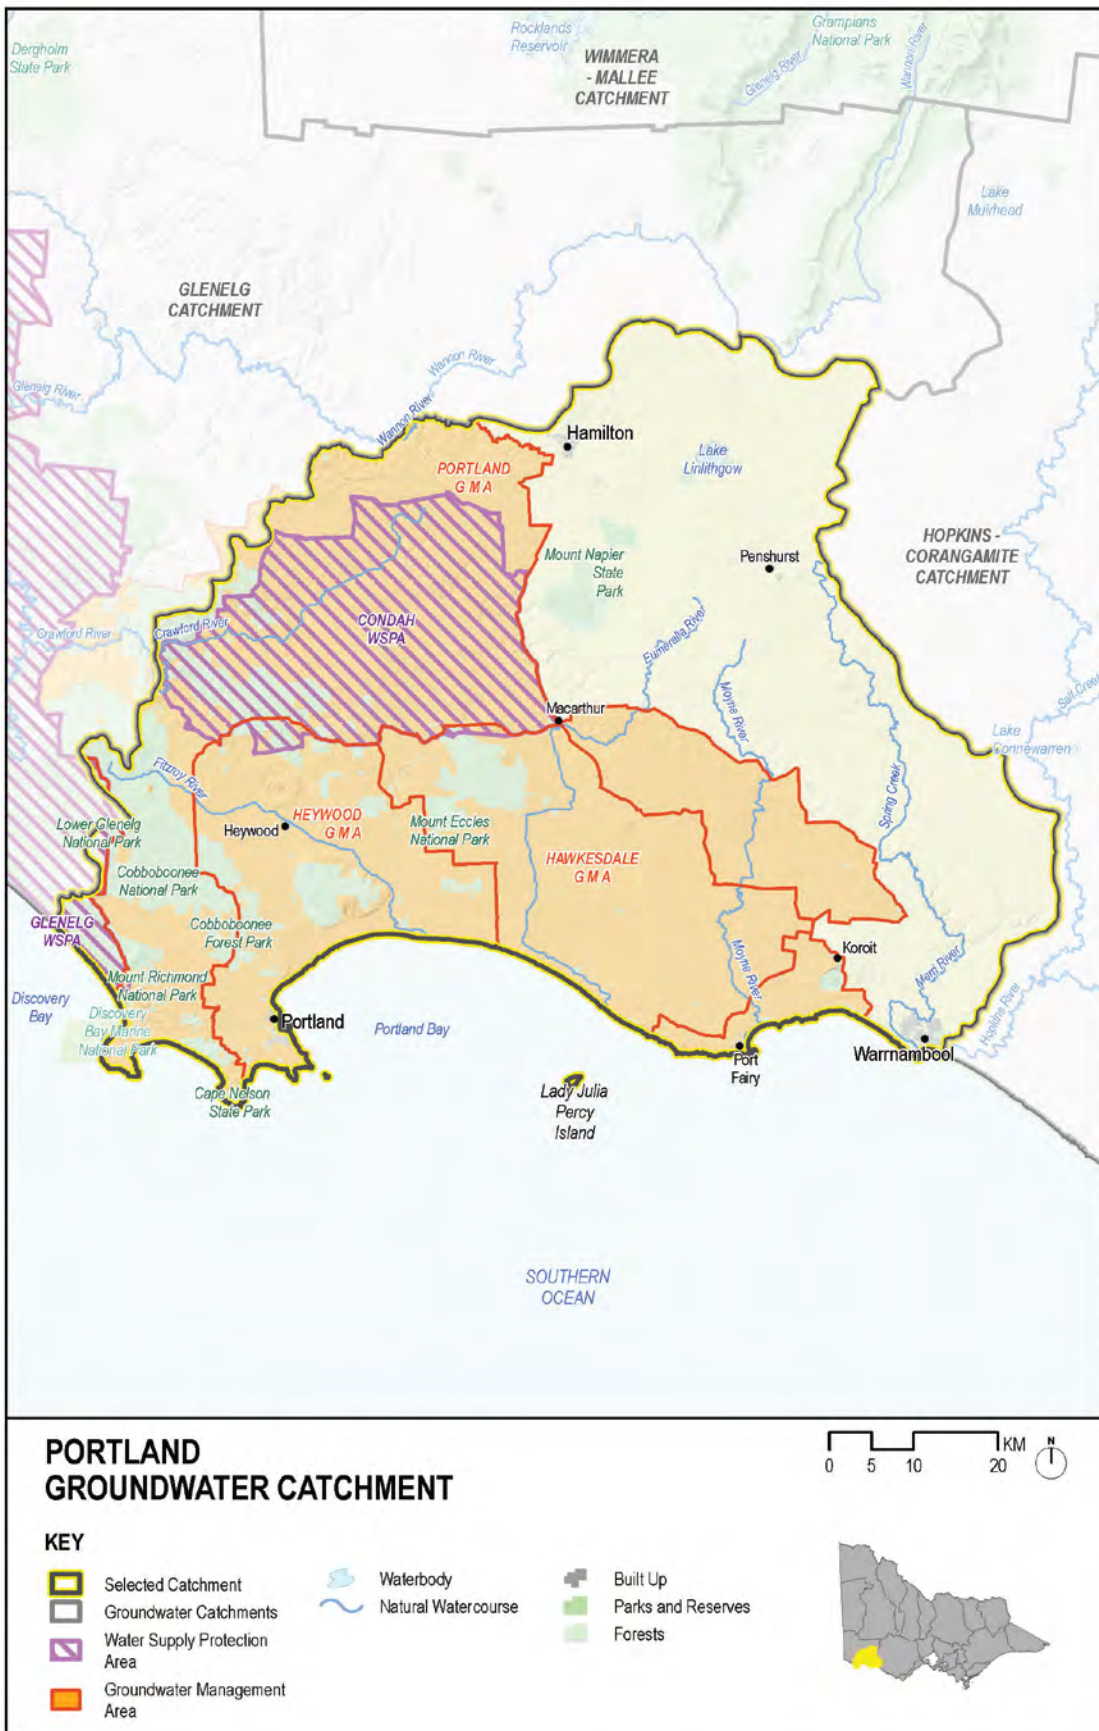 Dergholm
State Park
Rocklands
Reservoir
Grampians
National Park
WIMMERA
- MALLEE
CATCHMENT
Glenelg River
Wannon River
Lake
Muirhead
GLENELG
CATCHMENT
Glenelg River
Wannon River
Wannon River
Hamilton
PORTLAND
G M A
Lake
Linlithgow
HOPKINS -
CORANGAMITE
CATCHMENT
Mount Napier
State
Park
Penshurst
CONDAH
WSPA
Crawford River
Crawford River
Eumeralla River
Moyne River
Macarthur
Salt Creek
Lake
Connewarren
Fitzroy River
Spring Creek
HEYWOOD
G M A
Heywood
Mount Eccles
National Park
Lower Glenelg
National Park
HAWKESDALE
G M A
Cobboboonee
National Park
GLENELG
WSPA
Cobboboonee
Forest Park
Koroit
Moyne River
Merri River
Mount Richmond
National Park
Discovery
Bay
Discovery
Bay Marine
National Park
Portland
Portland Bay
Hopkins River
Port
Fairy
Warrnambool
Cape Nelson
State Park
Lady Julia
Percy
Island
SOUTHERN
OCEAN
PORTLAND
GROUNDWATER CATCHMENT
KM
0 5 10 20
N
KEY
Selected Catchment
Groundwater Catchments
Water Supply Protection
Area
Groundwater Management
Area
Waterbody
Natural Watercourse
Built Up
Parks and Reserves
Forests